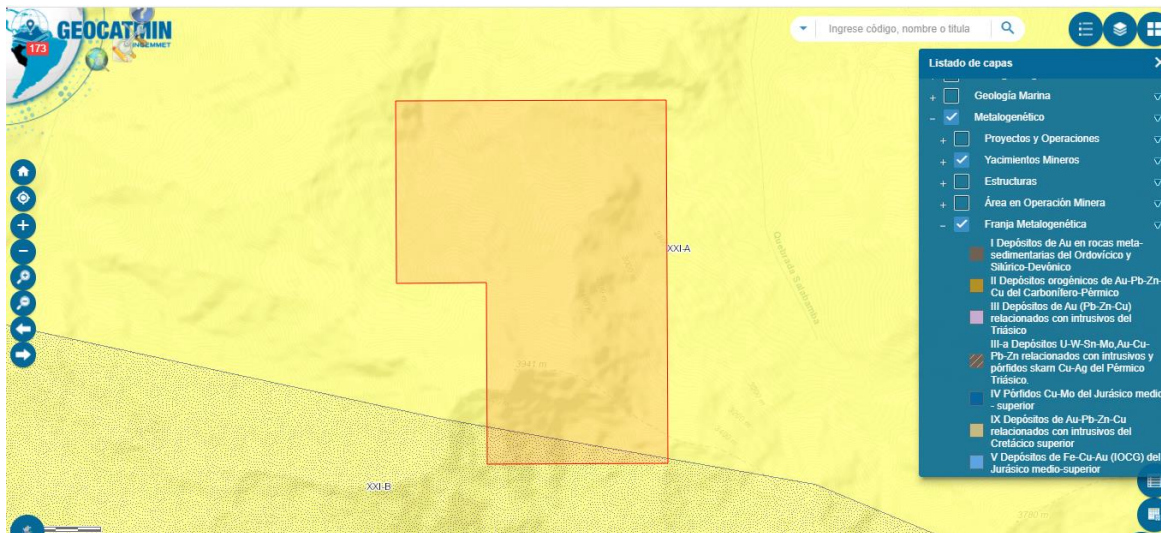 GEOCATMIN
INGEMMET
173
Ingrese código, nombre o titula
Listado de capas
Geología Marina
Metalogenético
Proyectos y Operaciones
Yacimientos Mineros
Estructuras
Área en Operación Minera
Franja Metalogenética
I Depósitos de Au en rocas meta-
sedimentarias del Ordovícico y
Silúrico-Devónico
II Depósitos orogénicos de Au-Pb-Zn-
Cu del Carbonífero-Pérmico
III Depósitos de Au (Pb-Zn-Cu)
relacionados con intrusivos del
Triásico
III-a Depósitos U-W-Sn-Mo,Au-Cu-
Pb-Zn relacionados con intrusivos y
pórfidos skarn Cu-Ag del Pérmico
Triásico.
IV Pórfidos Cu-Mo del Jurásico medio
- superior
IX Depósitos de Au-Pb-Zn-Cu
relacionados con intrusivos del
Cretácico superior
V Depósitos de Fe-Cu-Au (IOCG) del
Jurásico medio-superior
XXI-A
Quebrada
3941 m
XXI-B
3790 m